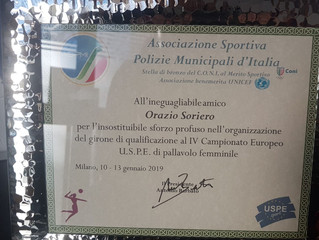 Associazione Sportiva
Polizie Municipali d'Italia
Stella di bronzo del C.O.N.I. al Merito Sportivo
Associazione benemerita UNICEF
Coni
All'ineguagliabile amico
Orazio Soriero
per l'insostituibile sforzo profuso nell'organizzazione
del girone di qualificazione al IV Campionato Europeo
U.S.P.E. di pallavolo femminile
Milano, 10 - 13 gennaio 2019
Il Presidente
USPE